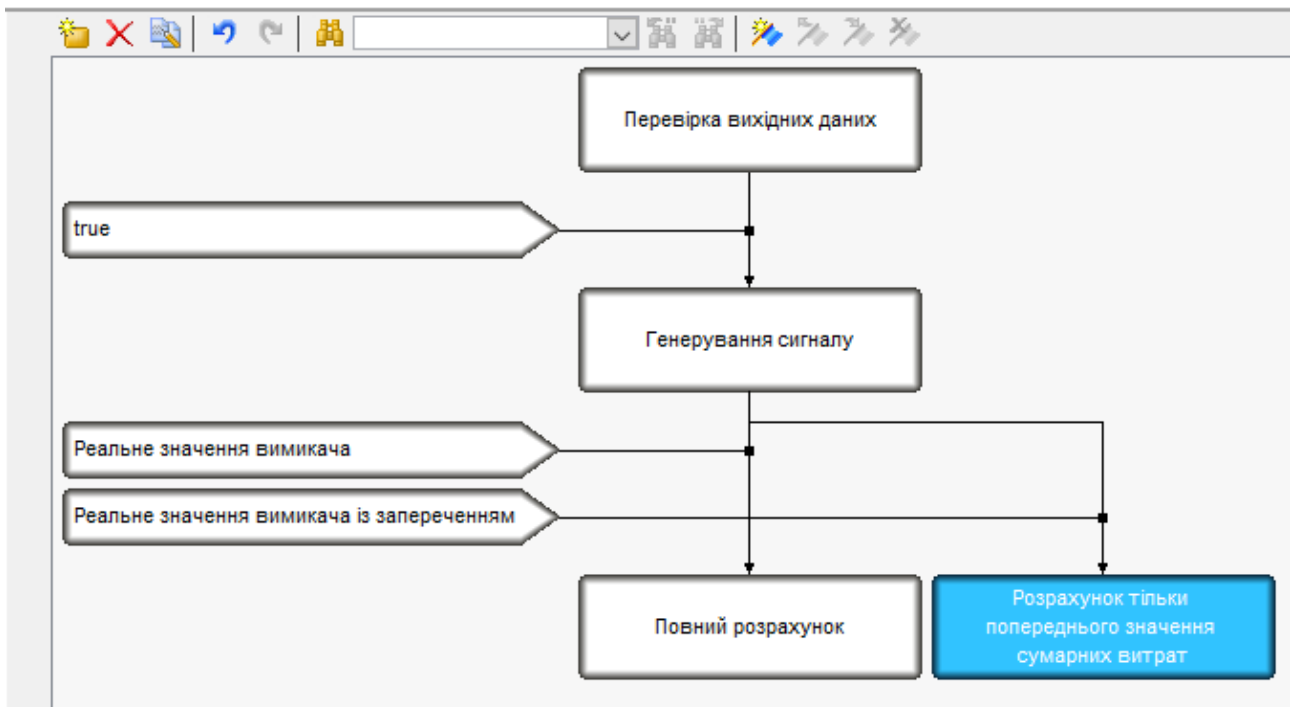 Перевірка вихідних даних
true
Генерування сигналу
Реальне значення вимикача
Реальне значення вимикача із запереченням
Повний розрахунок
Розрахунок тільки
попереднього значення
сумарних витрат